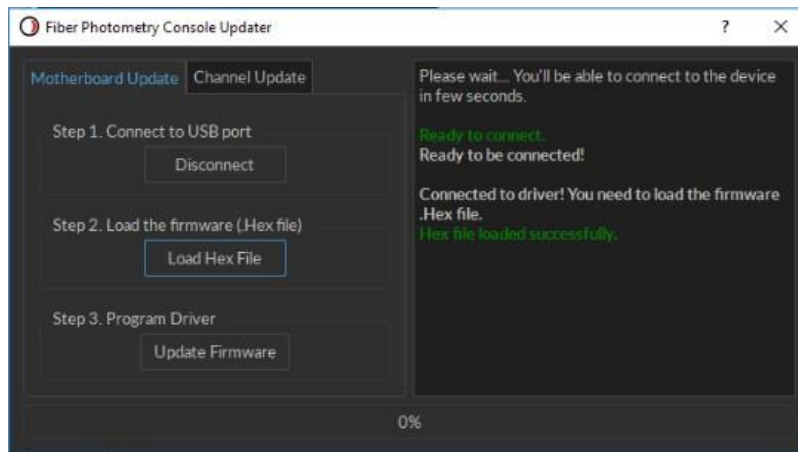 Fiber Photometry Console Updater
?
Motherboard Update
Channel Update
Step 1. Connect to USB port
Disconnect
Step 2. Load the firmware (.Hex file)
Load Hex File
Step 3. Program Driver
Update Firmware
Please wait... You'll be able to connect to the device
in few seconds.
Ready to connect.
Ready to be connected!
Connected to driver! You need to load the firmware
.Hex file.
Hex file loaded successfully.
0%